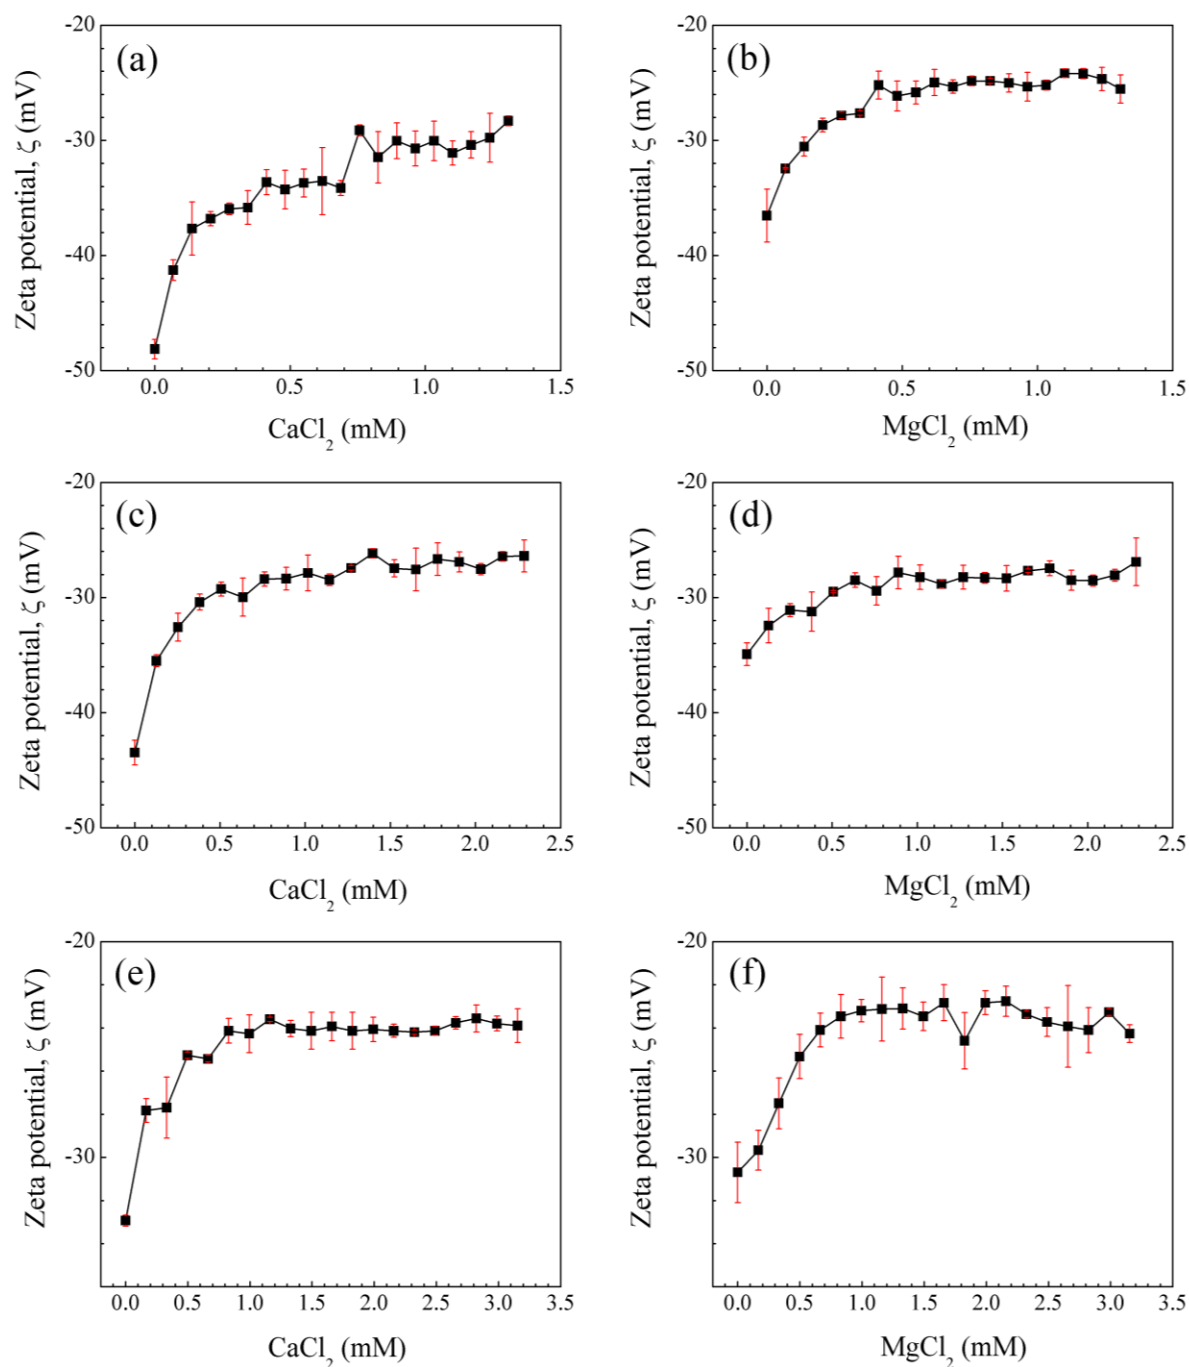 (a)
Zeta potential, ζ (mV)
-20
-30
-40
-50
0.0 0.5 1.0 1.5
CaCl₂ (mM)
(b)
Zeta potential, ζ (mV)
-20
-30
-40
-50
0.0 0.5 1.0 1.5
MgCl₂ (mM)
(c)
Zeta potential, ζ (mV)
-20
-30
-40
-50
0.0 0.5 1.0 1.5 2.0 2.5
CaCl₂ (mM)
(d)
Zeta potential, ζ (mV)
-20
-30
-40
-50
0.0 0.5 1.0 1.5 2.0 2.5
MgCl₂ (mM)
(e)
Zeta potential, ζ (mV)
-20
-30
0.0 0.5 1.0 1.5 2.0 2.5 3.0 3.5
CaCl₂ (mM)
(f)
Zeta potential, ζ (mV)
-20
-30
0.0 0.5 1.0 1.5 2.0 2.5 3.0 3.5
MgCl₂ (mM)